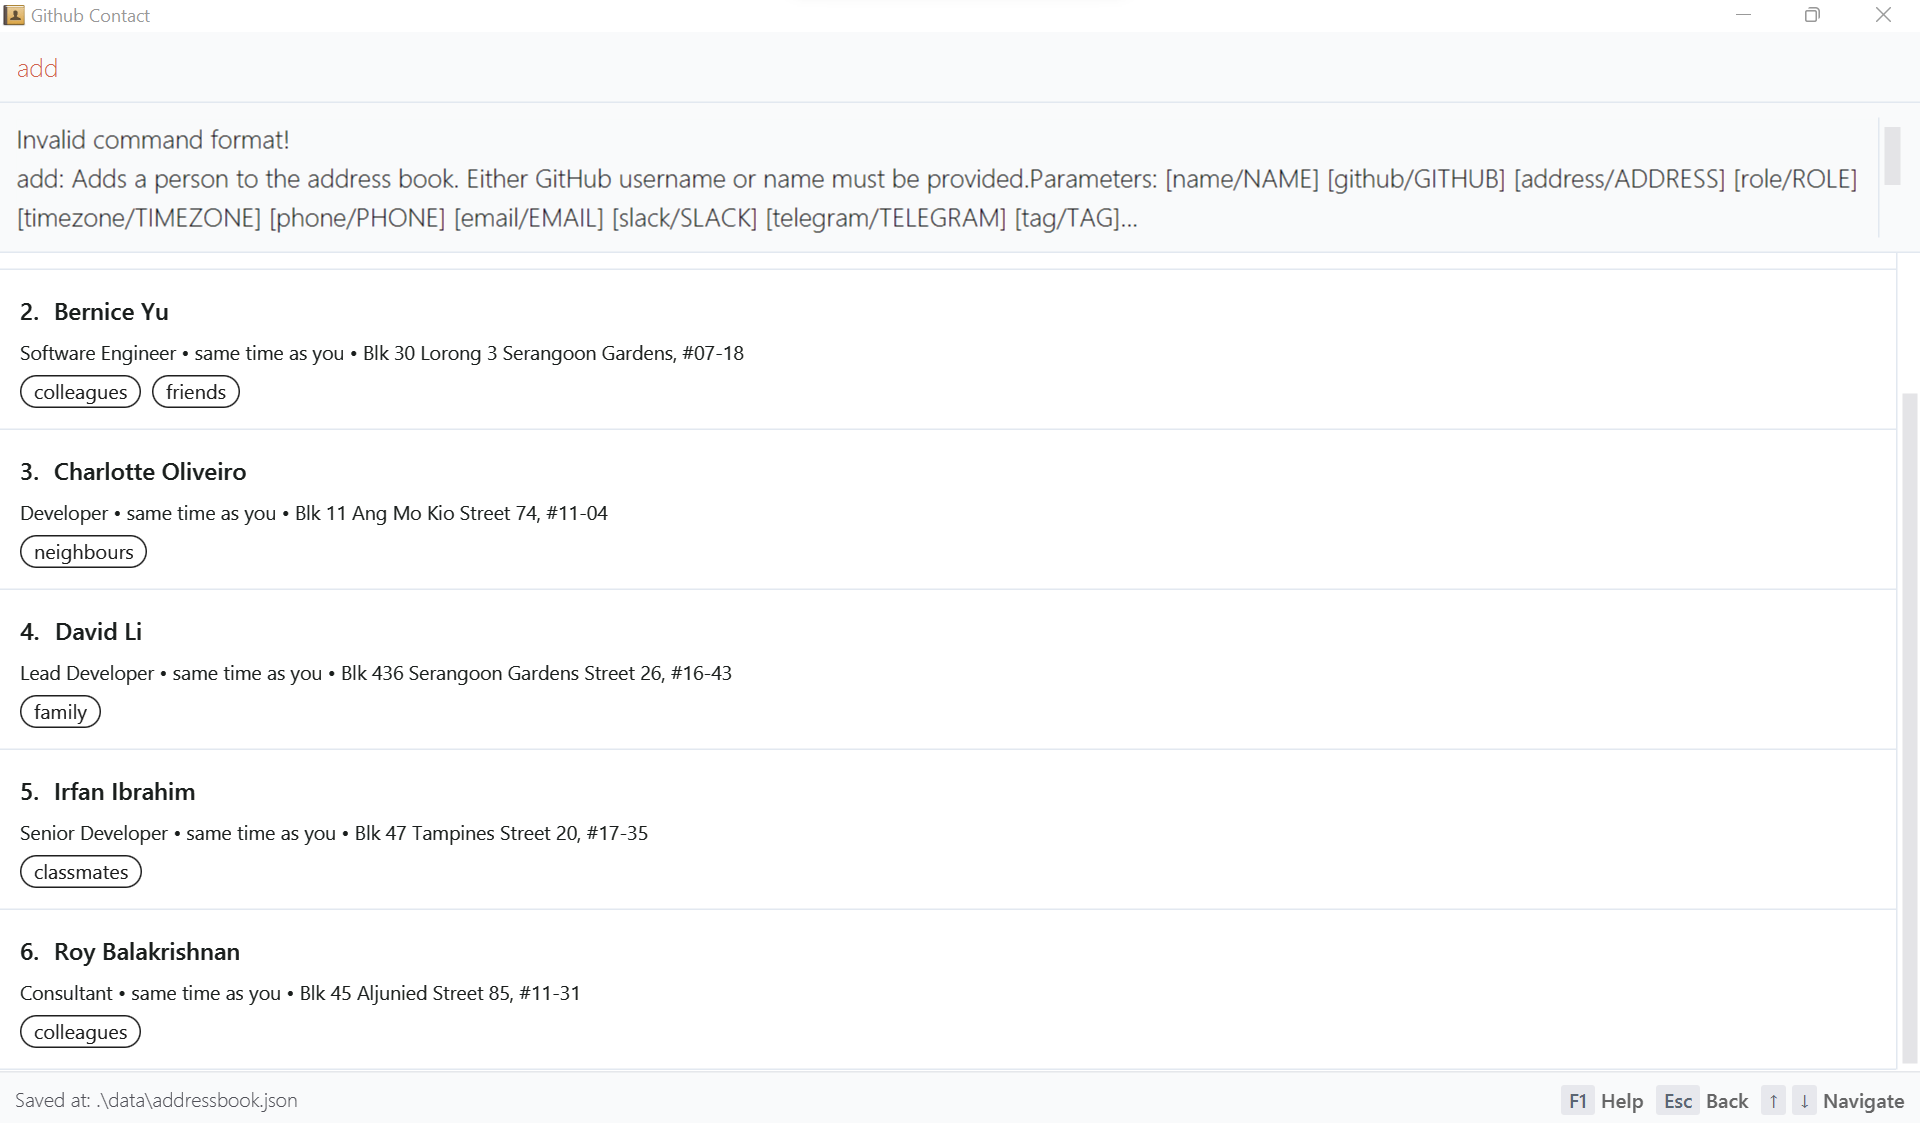 Github Contact
add
Invalid command format!
add: Adds a person to the address book. Either GitHub username or name must be provided.Parameters: [name/NAME] [github/GITHUB] [address/ADDRESS] [role/ROLE]
[timezone/TIMEZONE] [phone/PHONE] [email/EMAIL] [slack/SLACK] [telegram/TELEGRAM] [tag/TAG]...
2. Bernice Yu
Software Engineer • same time as you • Blk 30 Lorong 3 Serangoon Gardens, #07-18
colleagues friends
3. Charlotte Oliveiro
Developer • same time as you • Blk 11 Ang Mo Kio Street 74, #11-04
neighbours
4. David Li
Lead Developer • same time as you • Blk 436 Serangoon Gardens Street 26, #16-43
family
5. Irfan Ibrahim
Senior Developer • same time as you • Blk 47 Tampines Street 20, #17-35
classmates
6. Roy Balakrishnan
Consultant • same time as you • Blk 45 Aljunied Street 85, #11-31
colleagues
Saved at: .\data\addressbook.json F1 Help Esc Back ↑ ↓ Navigate